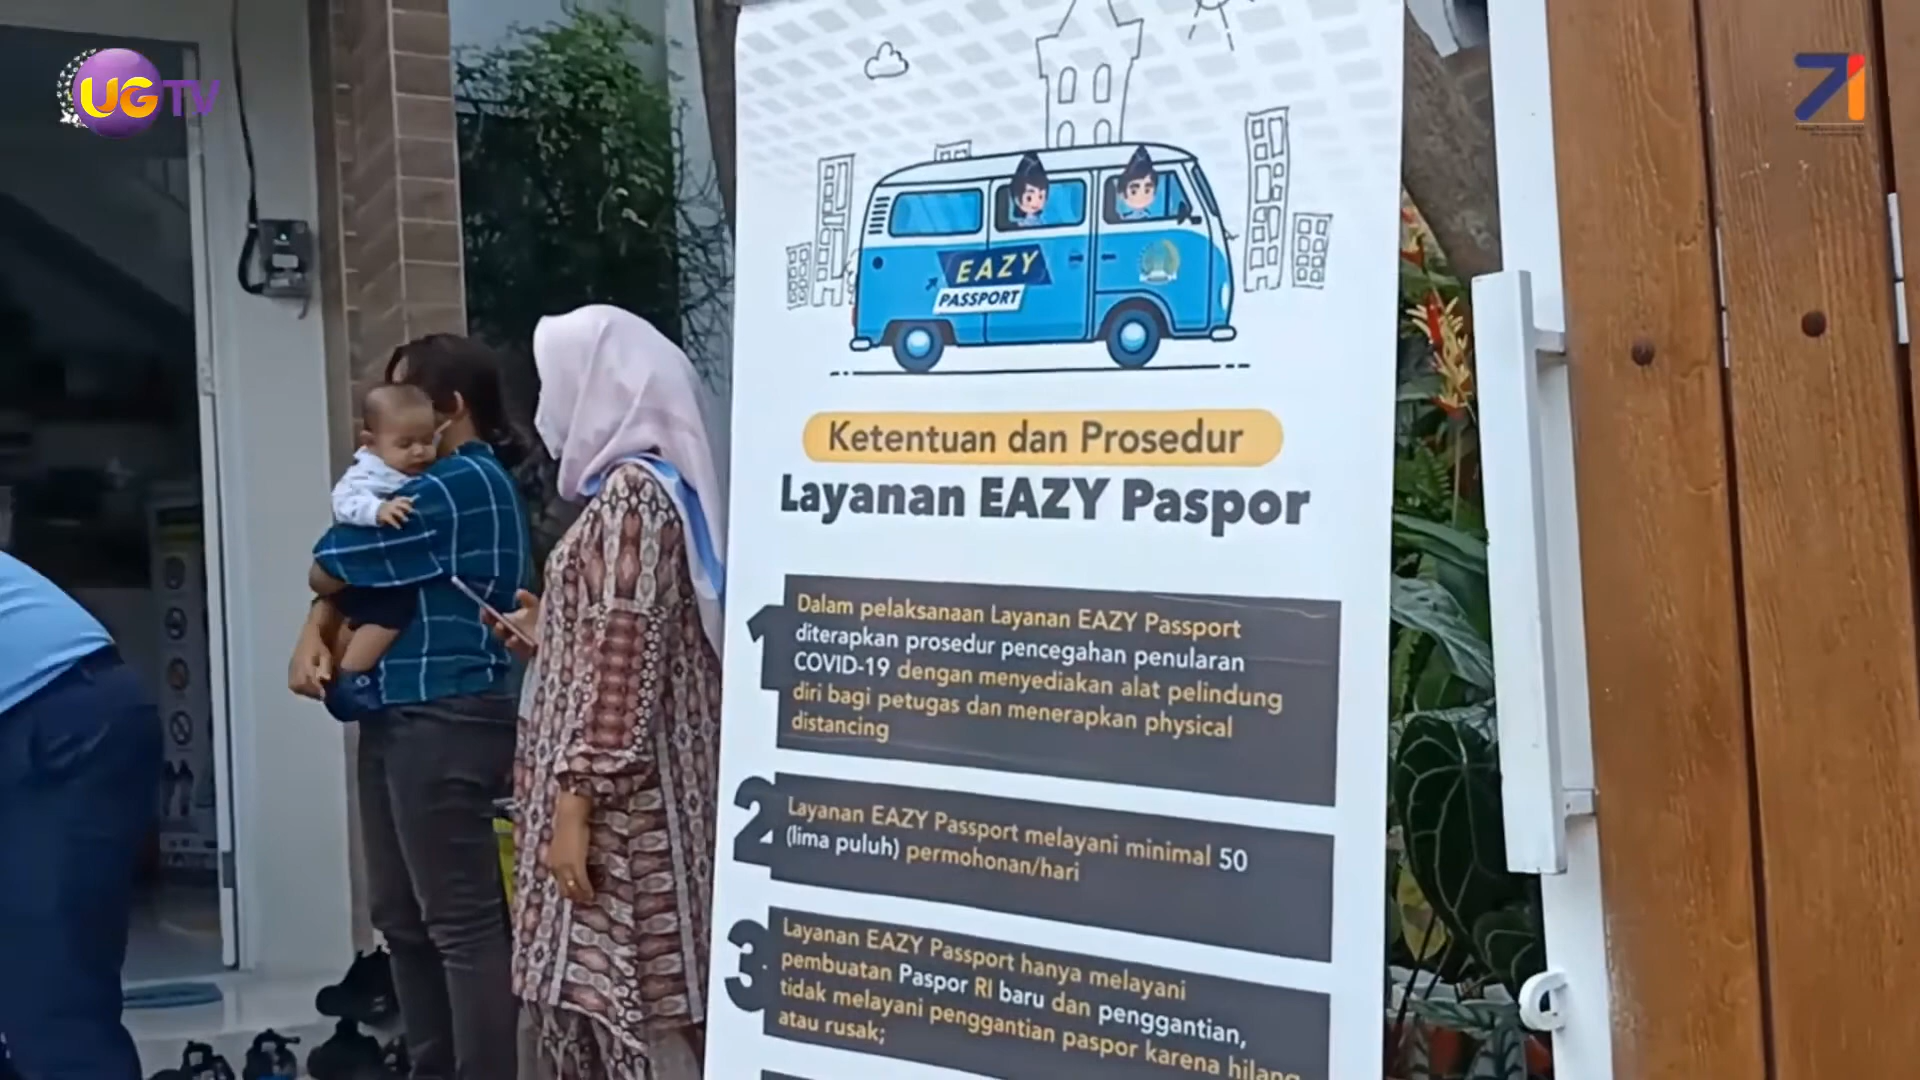 UGTV
EAZY
PASSPORT
Ketentuan dan Prosedur
Layanan EAZY Paspor
1
Dalam pelaksanaan Layanan EAZY Passport
diterapkan prosedur pencegahan penularan
COVID-19 dengan menyediakan alat pelindung
diri bagi petugas dan menerapkan physical
distancing
2
Layanan EAZY Passport melayani minimal 50
(lima puluh) permohonan/hari
3.
Layanan EAZY Passport hanya melayani
pembuatan Paspor RI baru dan penggantian,
tidak melayani penggantian paspor karena hilang
atau rusak;